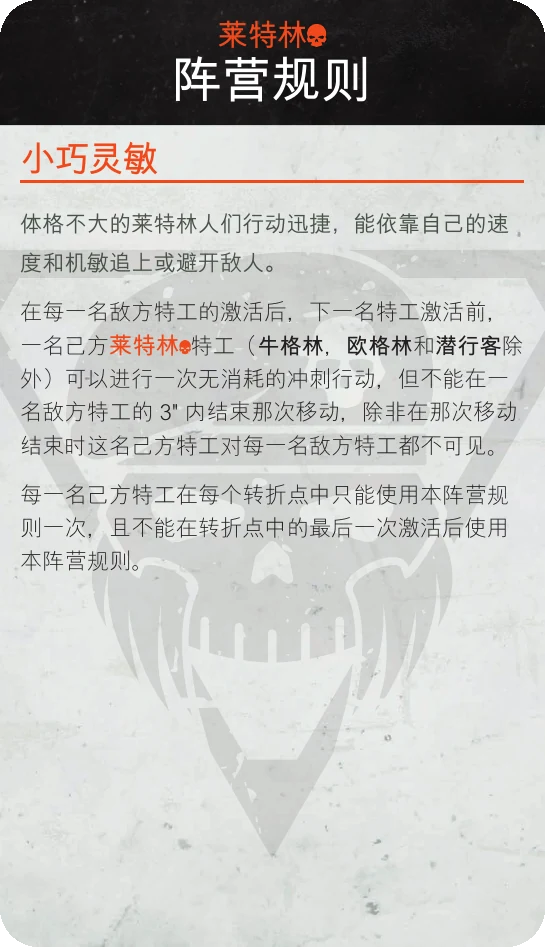 莱特林
阵营规则
小巧灵敏
体格不大的莱特林人们行动迅捷，能依靠自己的速
度和机敏追上或避开敌人。
在每一名敌方特工的激活后，下一名特工激活前，
一名己方莱特林特工（牛格林，欧格林和潜行客除
外）可以进行一次无消耗的冲刺行动，但不能在一
名敌方特工的 3" 内结束那次移动，除非在那次移动
结束时这名己方特工对每一名敌方特工都不可见。
每一名己方特工在每个转折点中只能使用本阵营规
则一次，且不能在转折点中的最后一次激活后使用
本阵营规则。